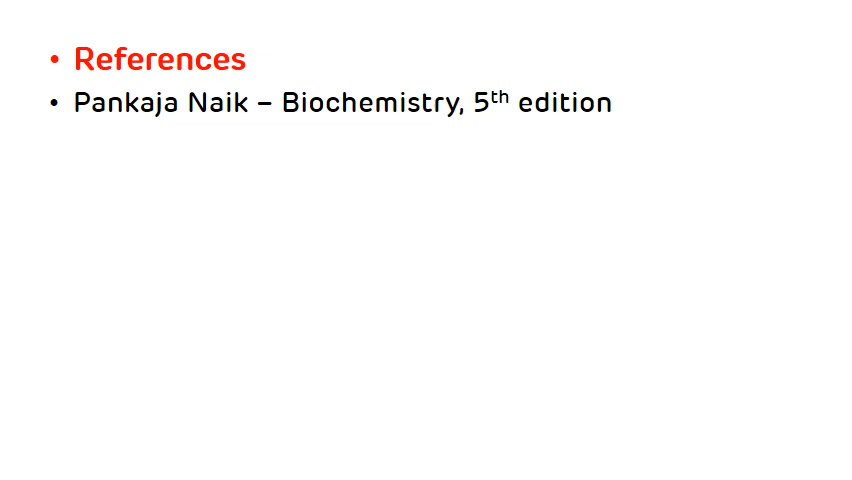 • References
• Pankaja Naik – Biochemistry, 5th edition